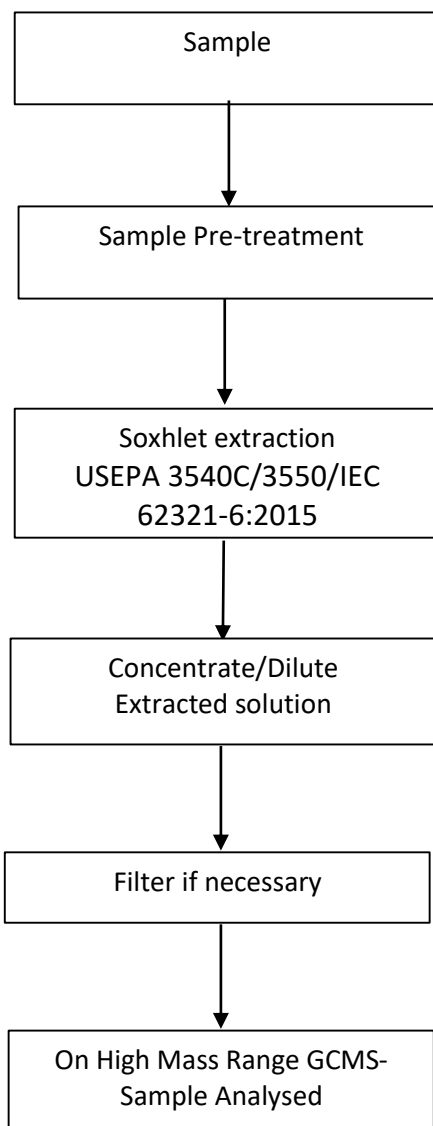 Sample
Sample Pre-treatment
Soxhlet extraction
USEPA 3540C/3550/IEC
62321-6:2015
Concentrate/Dilute
Extracted solution
Filter if necessary
On High Mass Range GCMS-
Sample Analysed